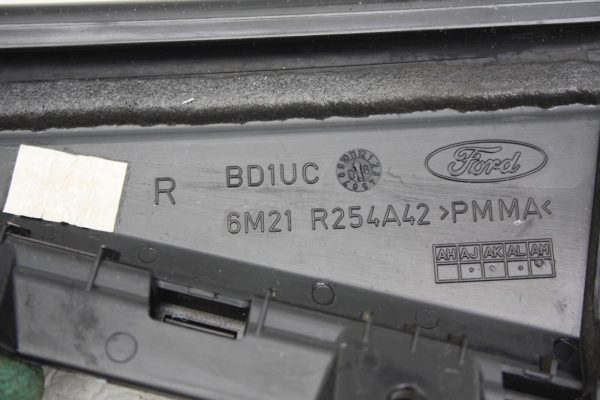 R BD1UC Ford
6M21 R254A42 >PMMA<
AH AJ AK AL AM